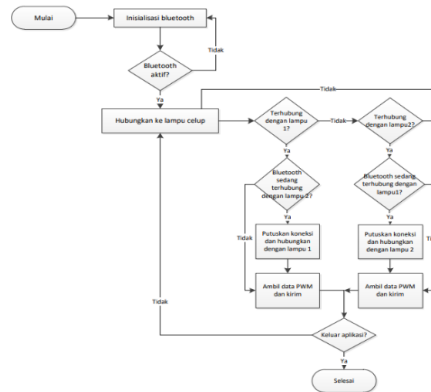 Mulai
Inisialisasi bluetooth
Tidak
Bluetooth
aktif?
Ya
Tidak
Hubungkan ke lampu celup
Terhubung
dengan lampu
1?
Tidak
Terhubung
dengan lampu2?
Ya
Ya
Bluetooth
sedang
terhubung
dengan lampu 2?
Bluetooth sedang
terhubung dengan
lampu1?
Ya
Ya
Tidak
Putuskan koneksi
dan hubungkan
dengan lampu 1
Putuskan koneksi
dan hubungkan
dengan lampu 2
Tidak
Ambil data PWM
dan kirim
Ambil data PWM
dan kirim
Tidak
Keluar aplikasi?
Ya
Selesai